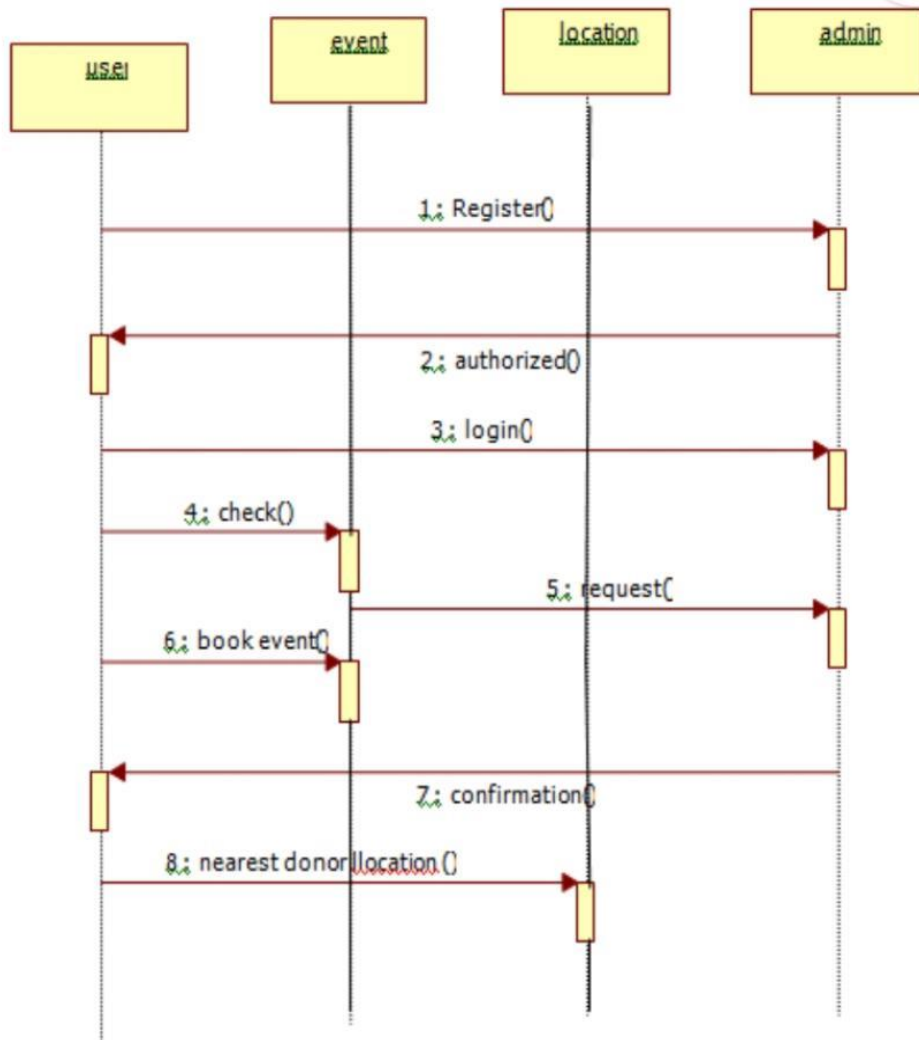 user
event
location
admin
1: Register()
2: authorized()
3: login()
4: check()
5: request(
6: book event()
7: confirmation()
8: nearest donor llocation ()